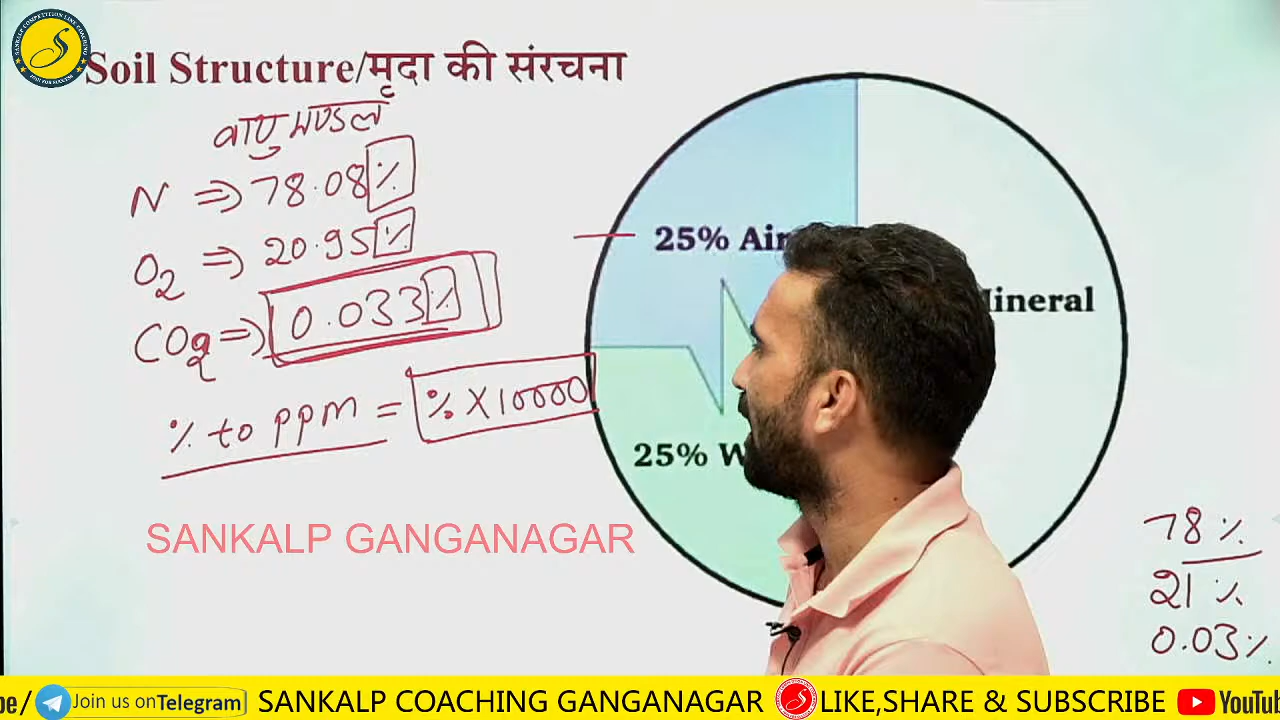 Soil Structure/मृदा की संरचना
वायुमण्डल
N ⇒ 78.08%
O2 ⇒ 20.95%
CO2 ⇒ 0.033%
% to ppm = % X 10000
25% Air
Mineral
25% W
SANKALP GANGANAGAR
78%
21%
0.03%
Join us on Telegram
SANKALP COACHING GANGANAGAR
LIKE,SHARE & SUBSCRIBE